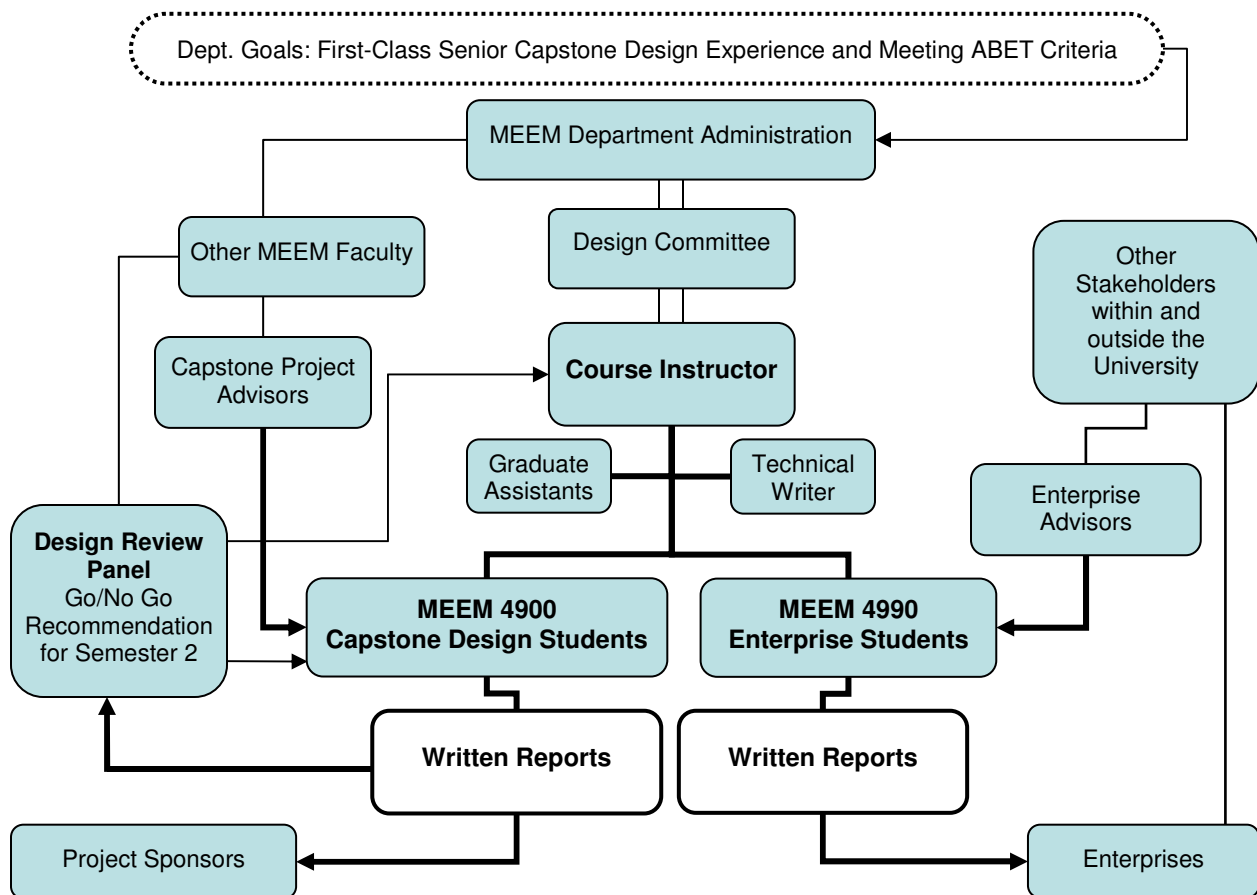 Dept. Goals: First-Class Senior Capstone Design Experience and Meeting ABET Criteria
MEEM Department Administration
Other MEEM Faculty
Design Committee
Other
Stakeholders
within and
outside the
University
Capstone Project
Advisors
Course Instructor
Graduate
Assistants
Technical
Writer
Enterprise
Advisors
Design Review
Panel
Go/No Go
Recommendation
for Semester 2
MEEM 4900
Capstone Design Students
MEEM 4990
Enterprise Students
Written Reports
Written Reports
Project Sponsors
Enterprises